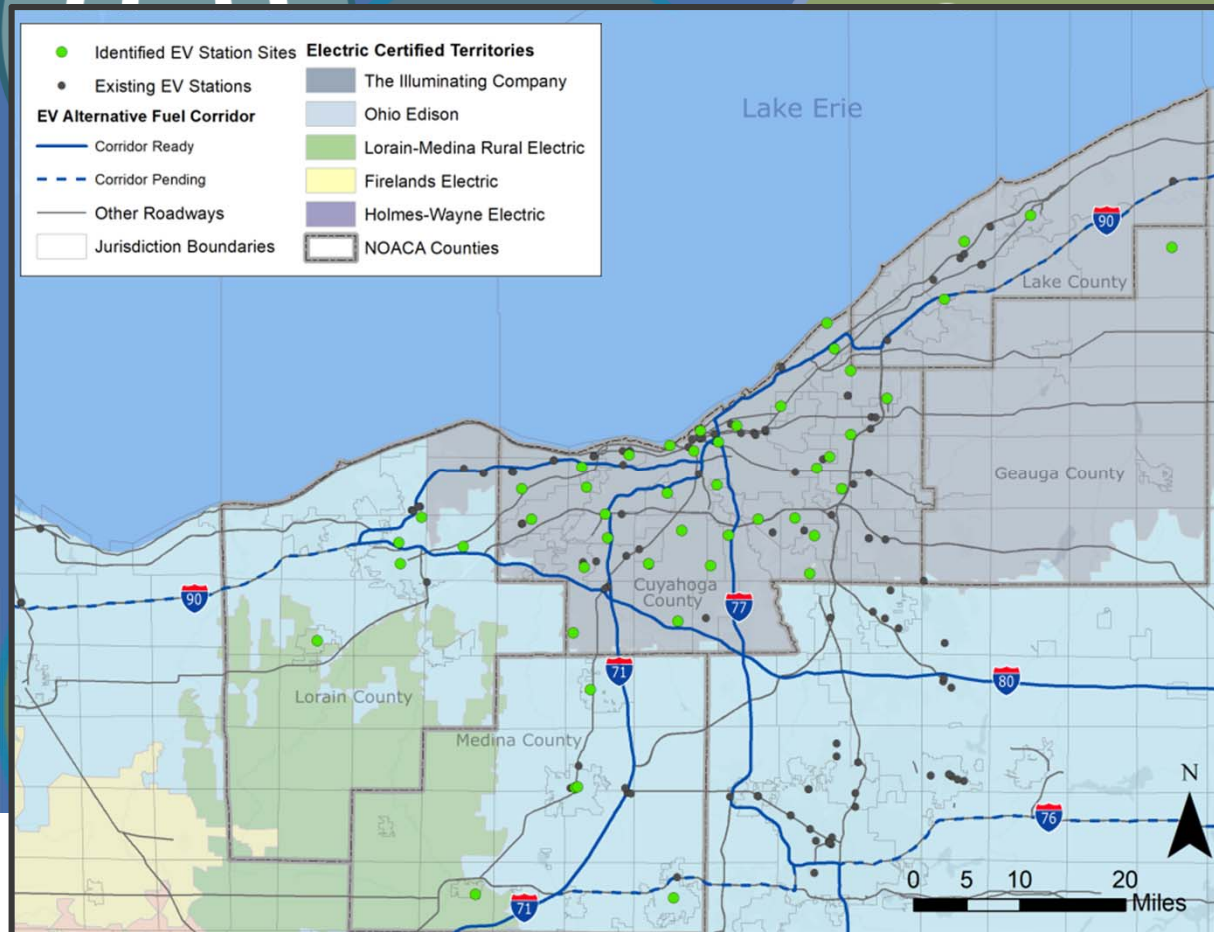 Identified EV Station Sites
Existing EV Stations
EV Alternative Fuel Corridor
Corridor Ready
Corridor Pending
Other Roadways
Jurisdiction Boundaries
Electric Certified Territories
The Illuminating Company
Ohio Edison
Lorain-Medina Rural Electric
Firelands Electric
Holmes-Wayne Electric
NOACA Counties
Lake Erie
90
Lake County
Geauga County
Cuyahoga
County
90
77
71
80
Lorain County
Medina County
N
76
71
0 5 10 20
Miles